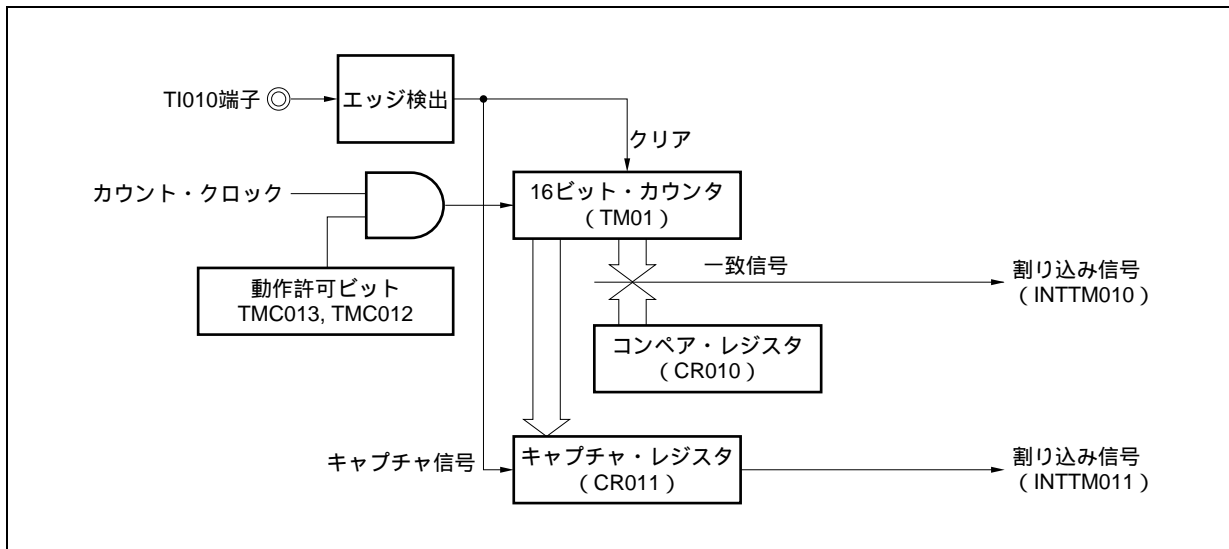 TI010端子
エッジ検出
クリア
カウント・クロック
16ビット・カウンタ
（TM01）
動作許可ビット
TMC013, TMC012
一致信号
割り込み信号
（INTTM010）
コンペア・レジスタ
（CR010）
キャプチャ信号
キャプチャ・レジスタ
（CR011）
割り込み信号
（INTTM011）